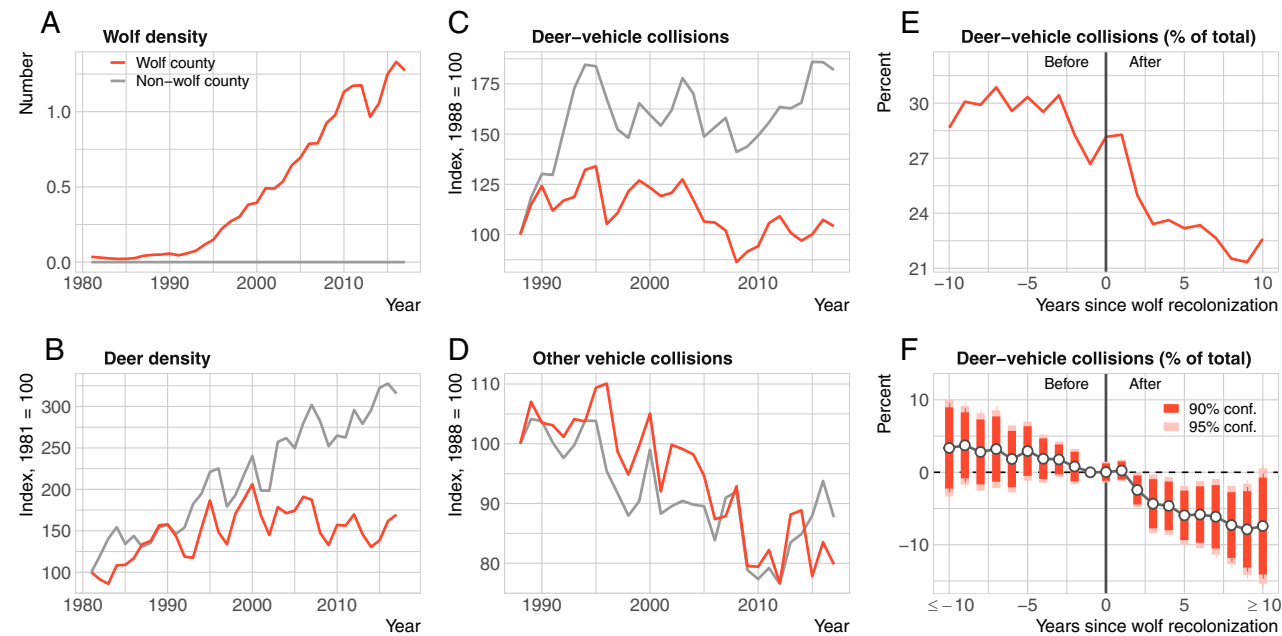 A
Wolf density
Number
Wolf county
Non−wolf county
1.0
0.5
0.0
1980 1990 2000 2010
Year
B
Deer density
Index, 1981 = 100
300
250
200
150
100
1980 1990 2000 2010
Year
C
Deer−vehicle collisions
Index, 1988 = 100
175
150
125
100
1990 2000 2010
Year
D
Other vehicle collisions
Index, 1988 = 100
110
100
90
80
1990 2000 2010
Year
E
Deer−vehicle collisions (% of total)
Percent
Before After
30
27
24
21
−10 −5 0 5 10
Years since wolf recolonization
F
Deer−vehicle collisions (% of total)
Percent
Before After
90% conf.
95% conf.
10
0
−10
≤−10 −5 0 5 ≥10
Years since wolf recolonization